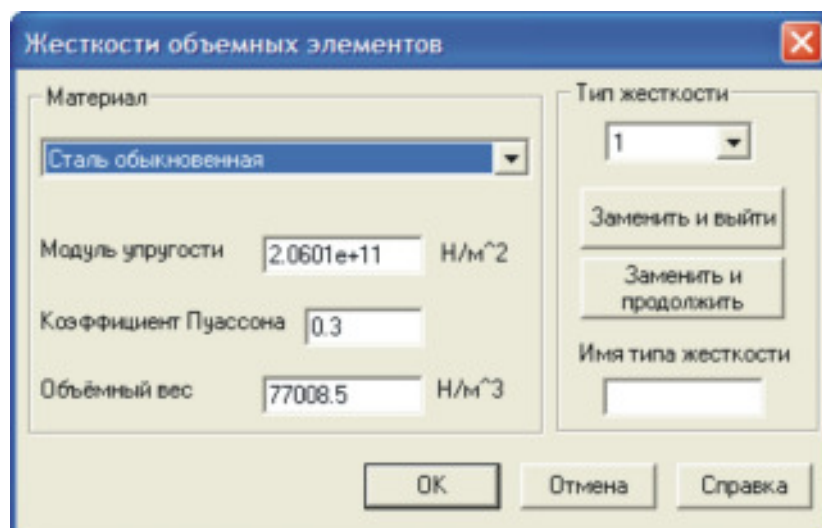 Жесткости объемных элементов
Материал
Сталь обыкновенная
Модуль упругости 2.0601e+11 Н/м^2
Коэффициент Пуассона 0.3
Объёмный вес 77008.5 Н/м^3
Тип жесткости
1
Заменить и выйти
Заменить и
продолжить
Имя типа жесткости
OK Отмена Справка